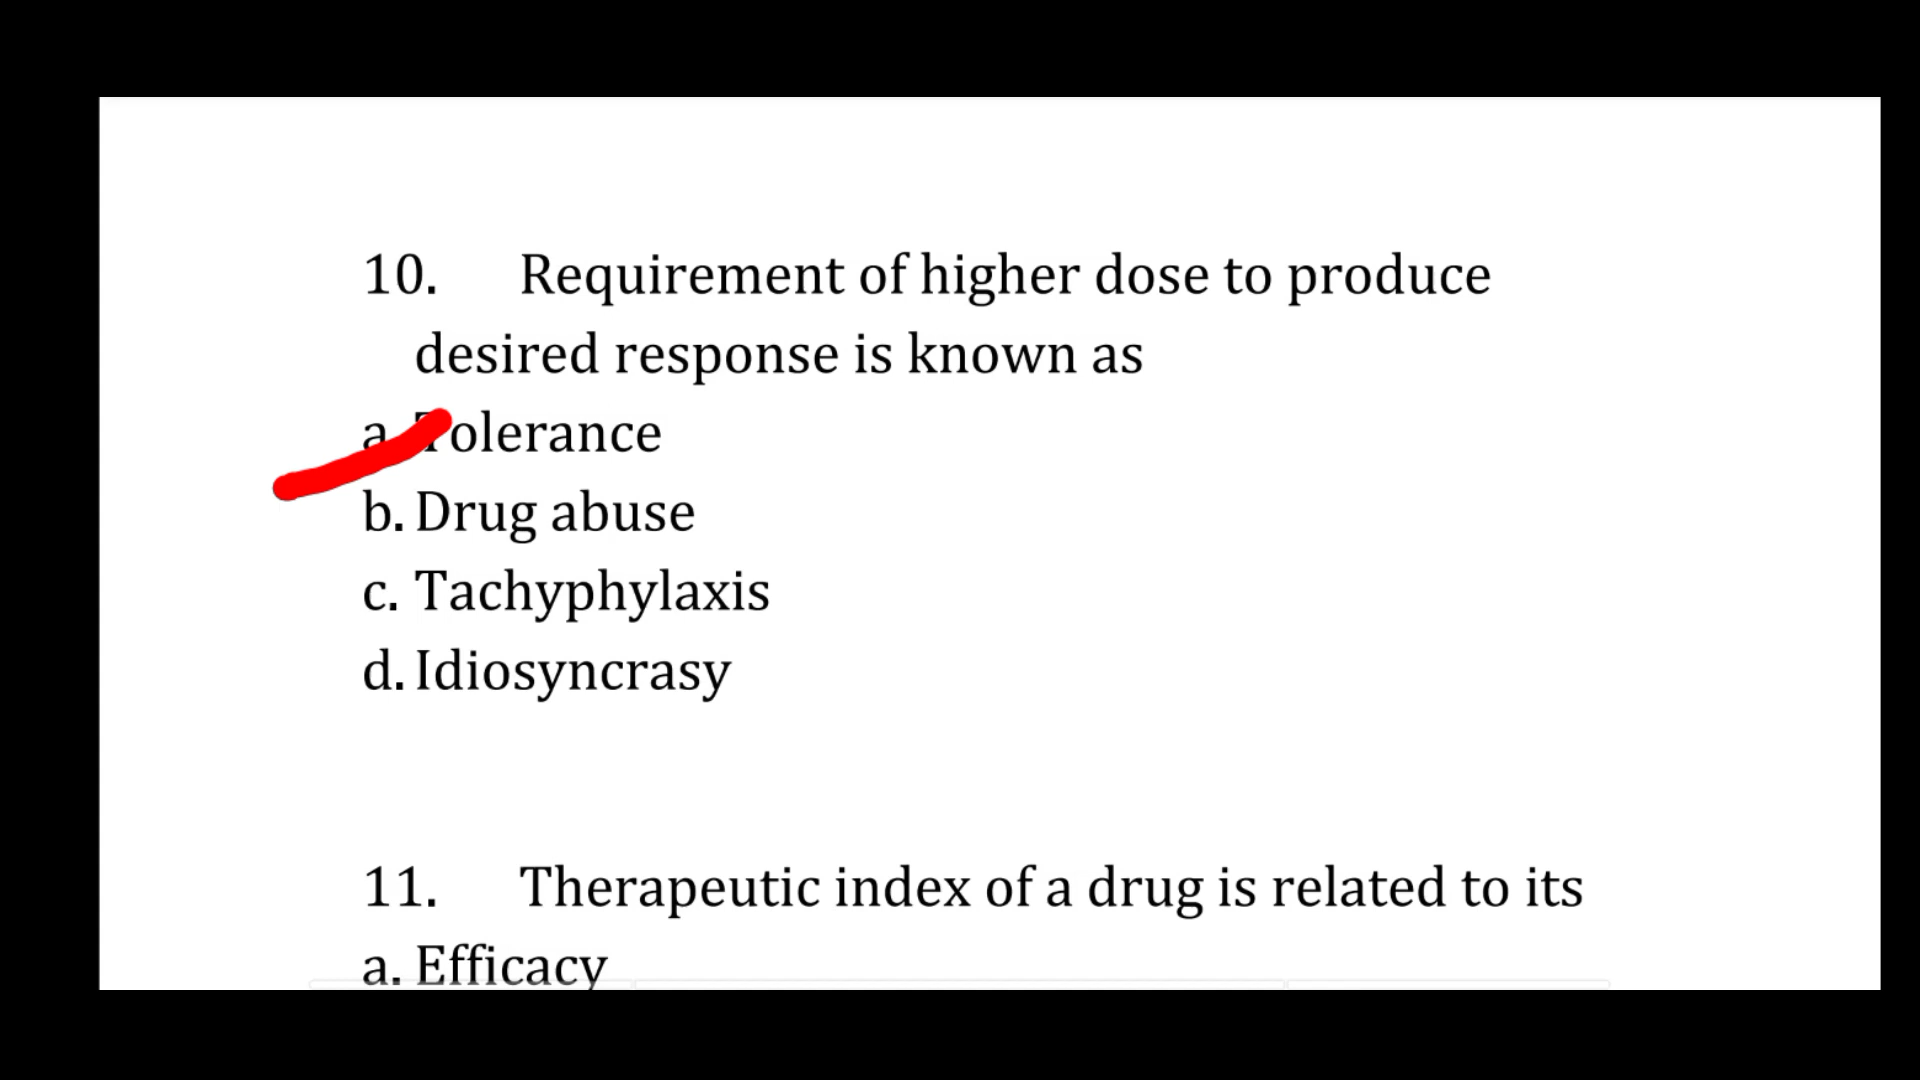 10. Requirement of higher dose to produce
desired response is known as
a. Tolerance
b. Drug abuse
c. Tachyphylaxis
d. Idiosyncrasy
11. Therapeutic index of a drug is related to its
a. Efficacy